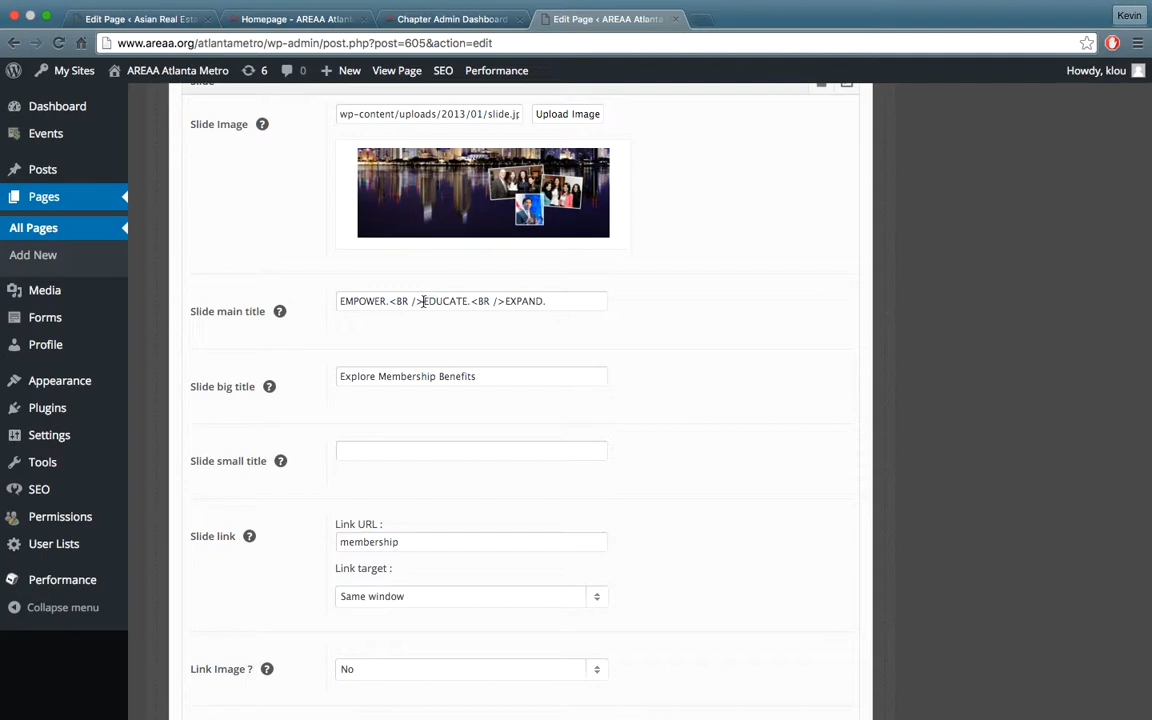 Edit Page ‹ Asian Real Esta
Homepage – AREAA Atlant
Chapter Admin Dashboard
Edit Page ‹ AREAA Atlanta
Kevin
www.areaa.org/atlantametro/wp-admin/post.php?post=605&action=edit
My Sites
AREAA Atlanta Metro
6
0
New
View Page
SEO
Performance
Howdy, klou
Dashboard
Events
Posts
Pages
All Pages
Add New
Media
Forms
Profile
Appearance
Plugins
Settings
Tools
SEO
Permissions
User Lists
Performance
Collapse menu
Slide
Slide Image ?
wp-content/uploads/2013/01/slide.jp
Upload Image
Slide main title ?
EMPOWER.<BR />EDUCATE.<BR />EXPAND.
Slide big title ?
Explore Membership Benefits
Slide small title ?
Slide link ?
Link URL :
membership
Link target :
Same window
Link Image ? ?
No